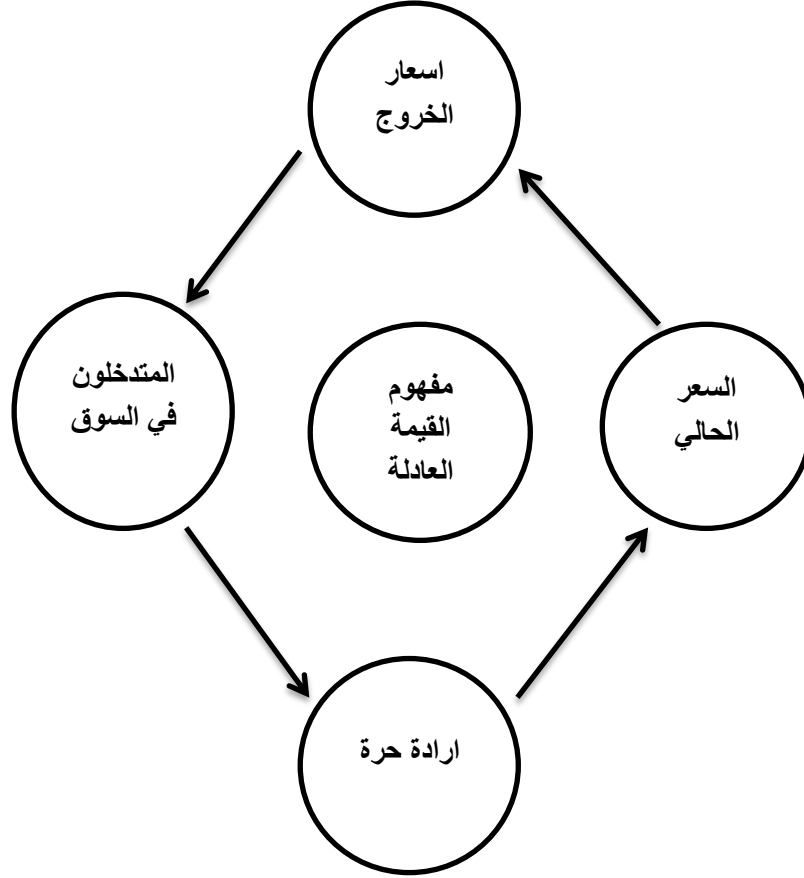 اسعار
الخروج
المتدخلون
في السوق
مفهوم
القيمة
العادلة
السعر
الحالي
ارادة حرة